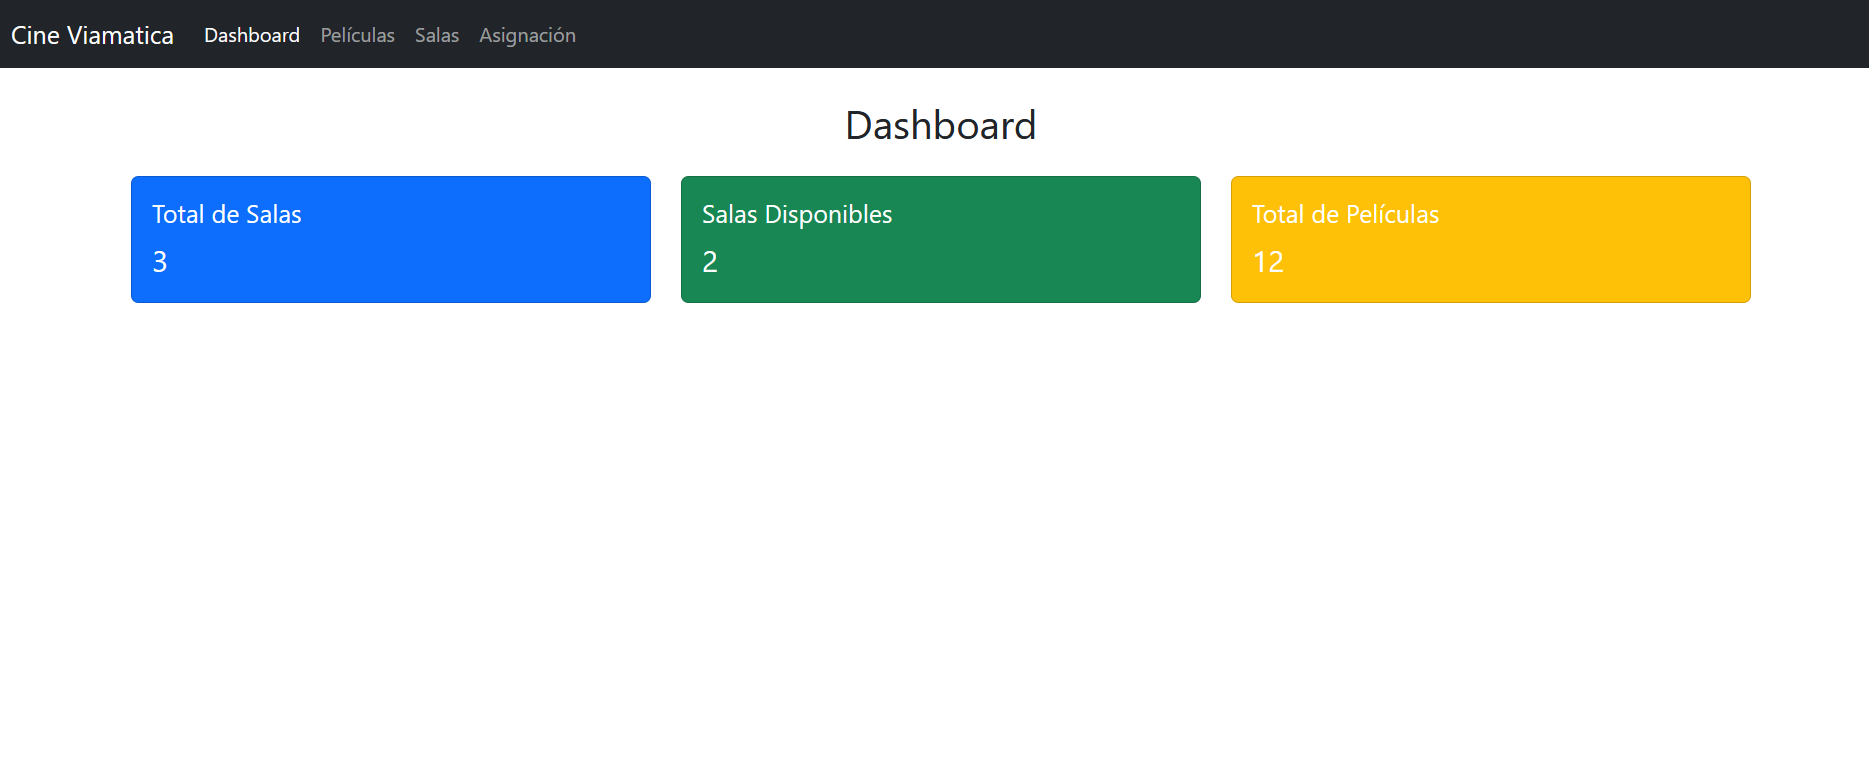 Cine Viamatica Dashboard Películas Salas Asignación
Dashboard
Total de Salas
3
Salas Disponibles
2
Total de Películas
12